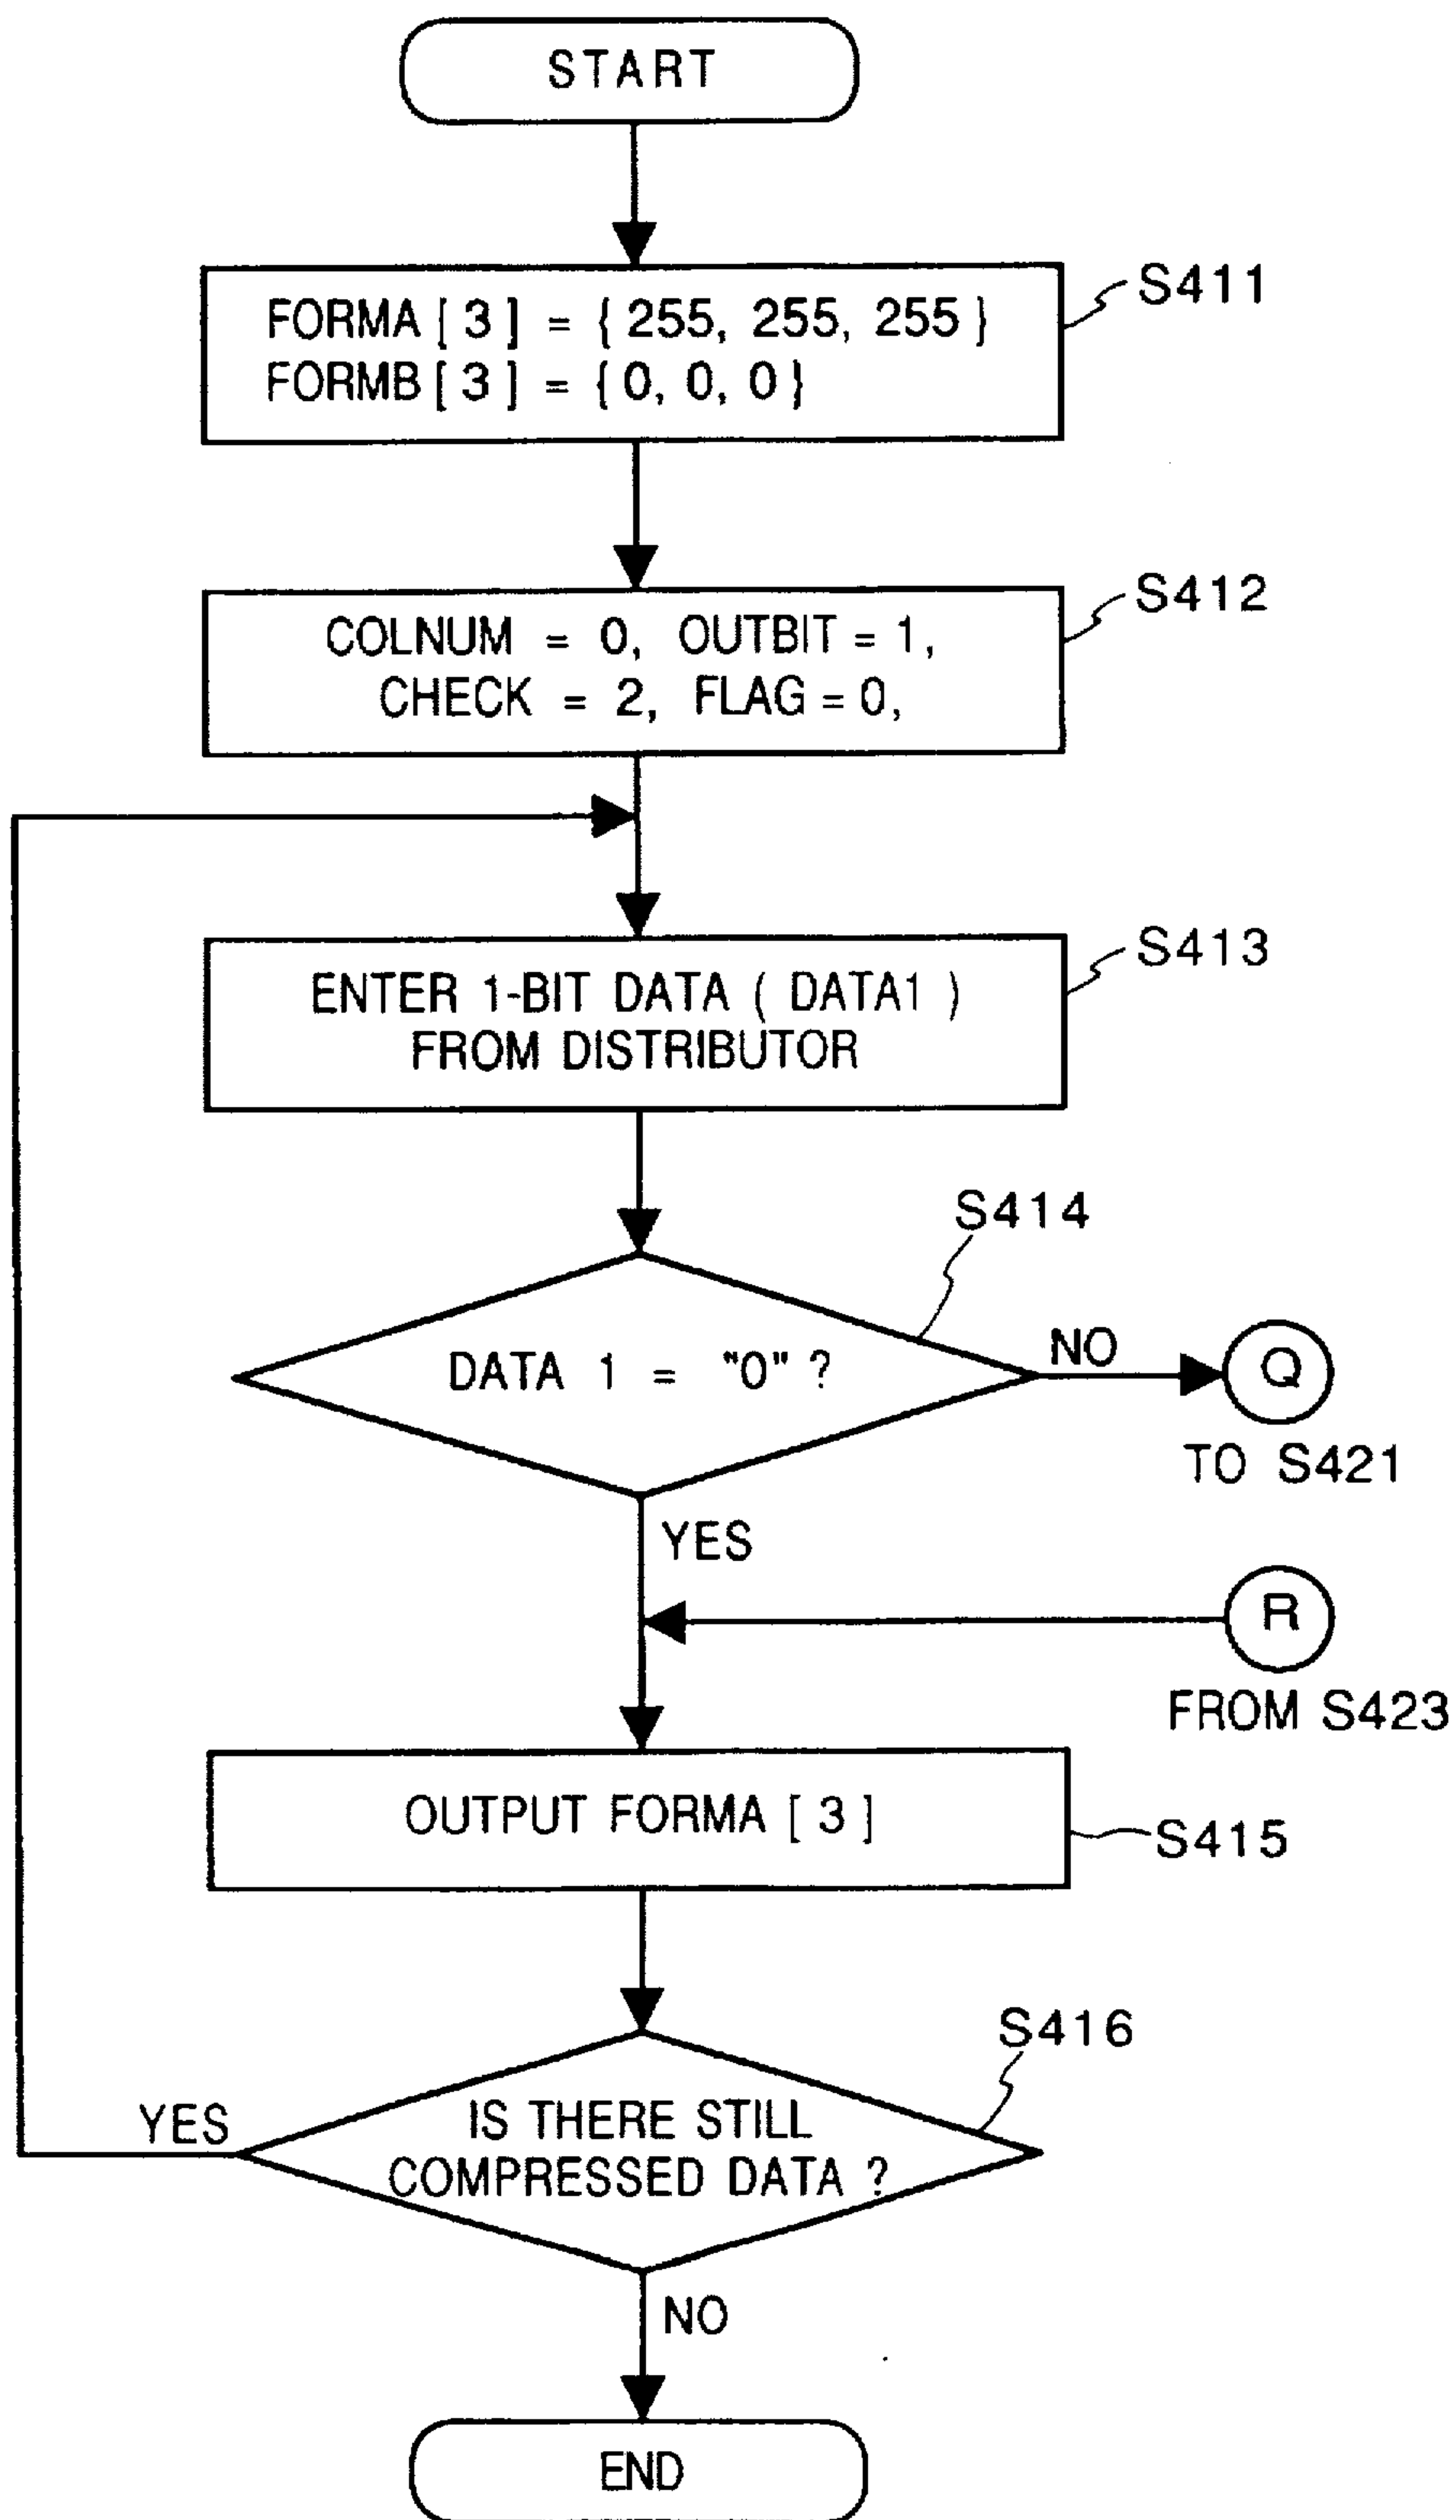 START
FORMA [ 3 ] = { 255, 255, 255 }
FORMB [ 3 ] = { 0, 0, 0 }
S411
COLNUM = 0, OUTBIT = 1,
CHECK = 2, FLAG = 0,
S412
ENTER 1-BIT DATA ( DATA1 )
FROM DISTRIBUTOR
S413
S414
DATA 1 = "0" ?
NO
Q
TO S421
YES
R
FROM S423
OUTPUT FORMA [ 3 ]
S415
S416
IS THERE STILL
COMPRESSED DATA ?
YES
NO
END